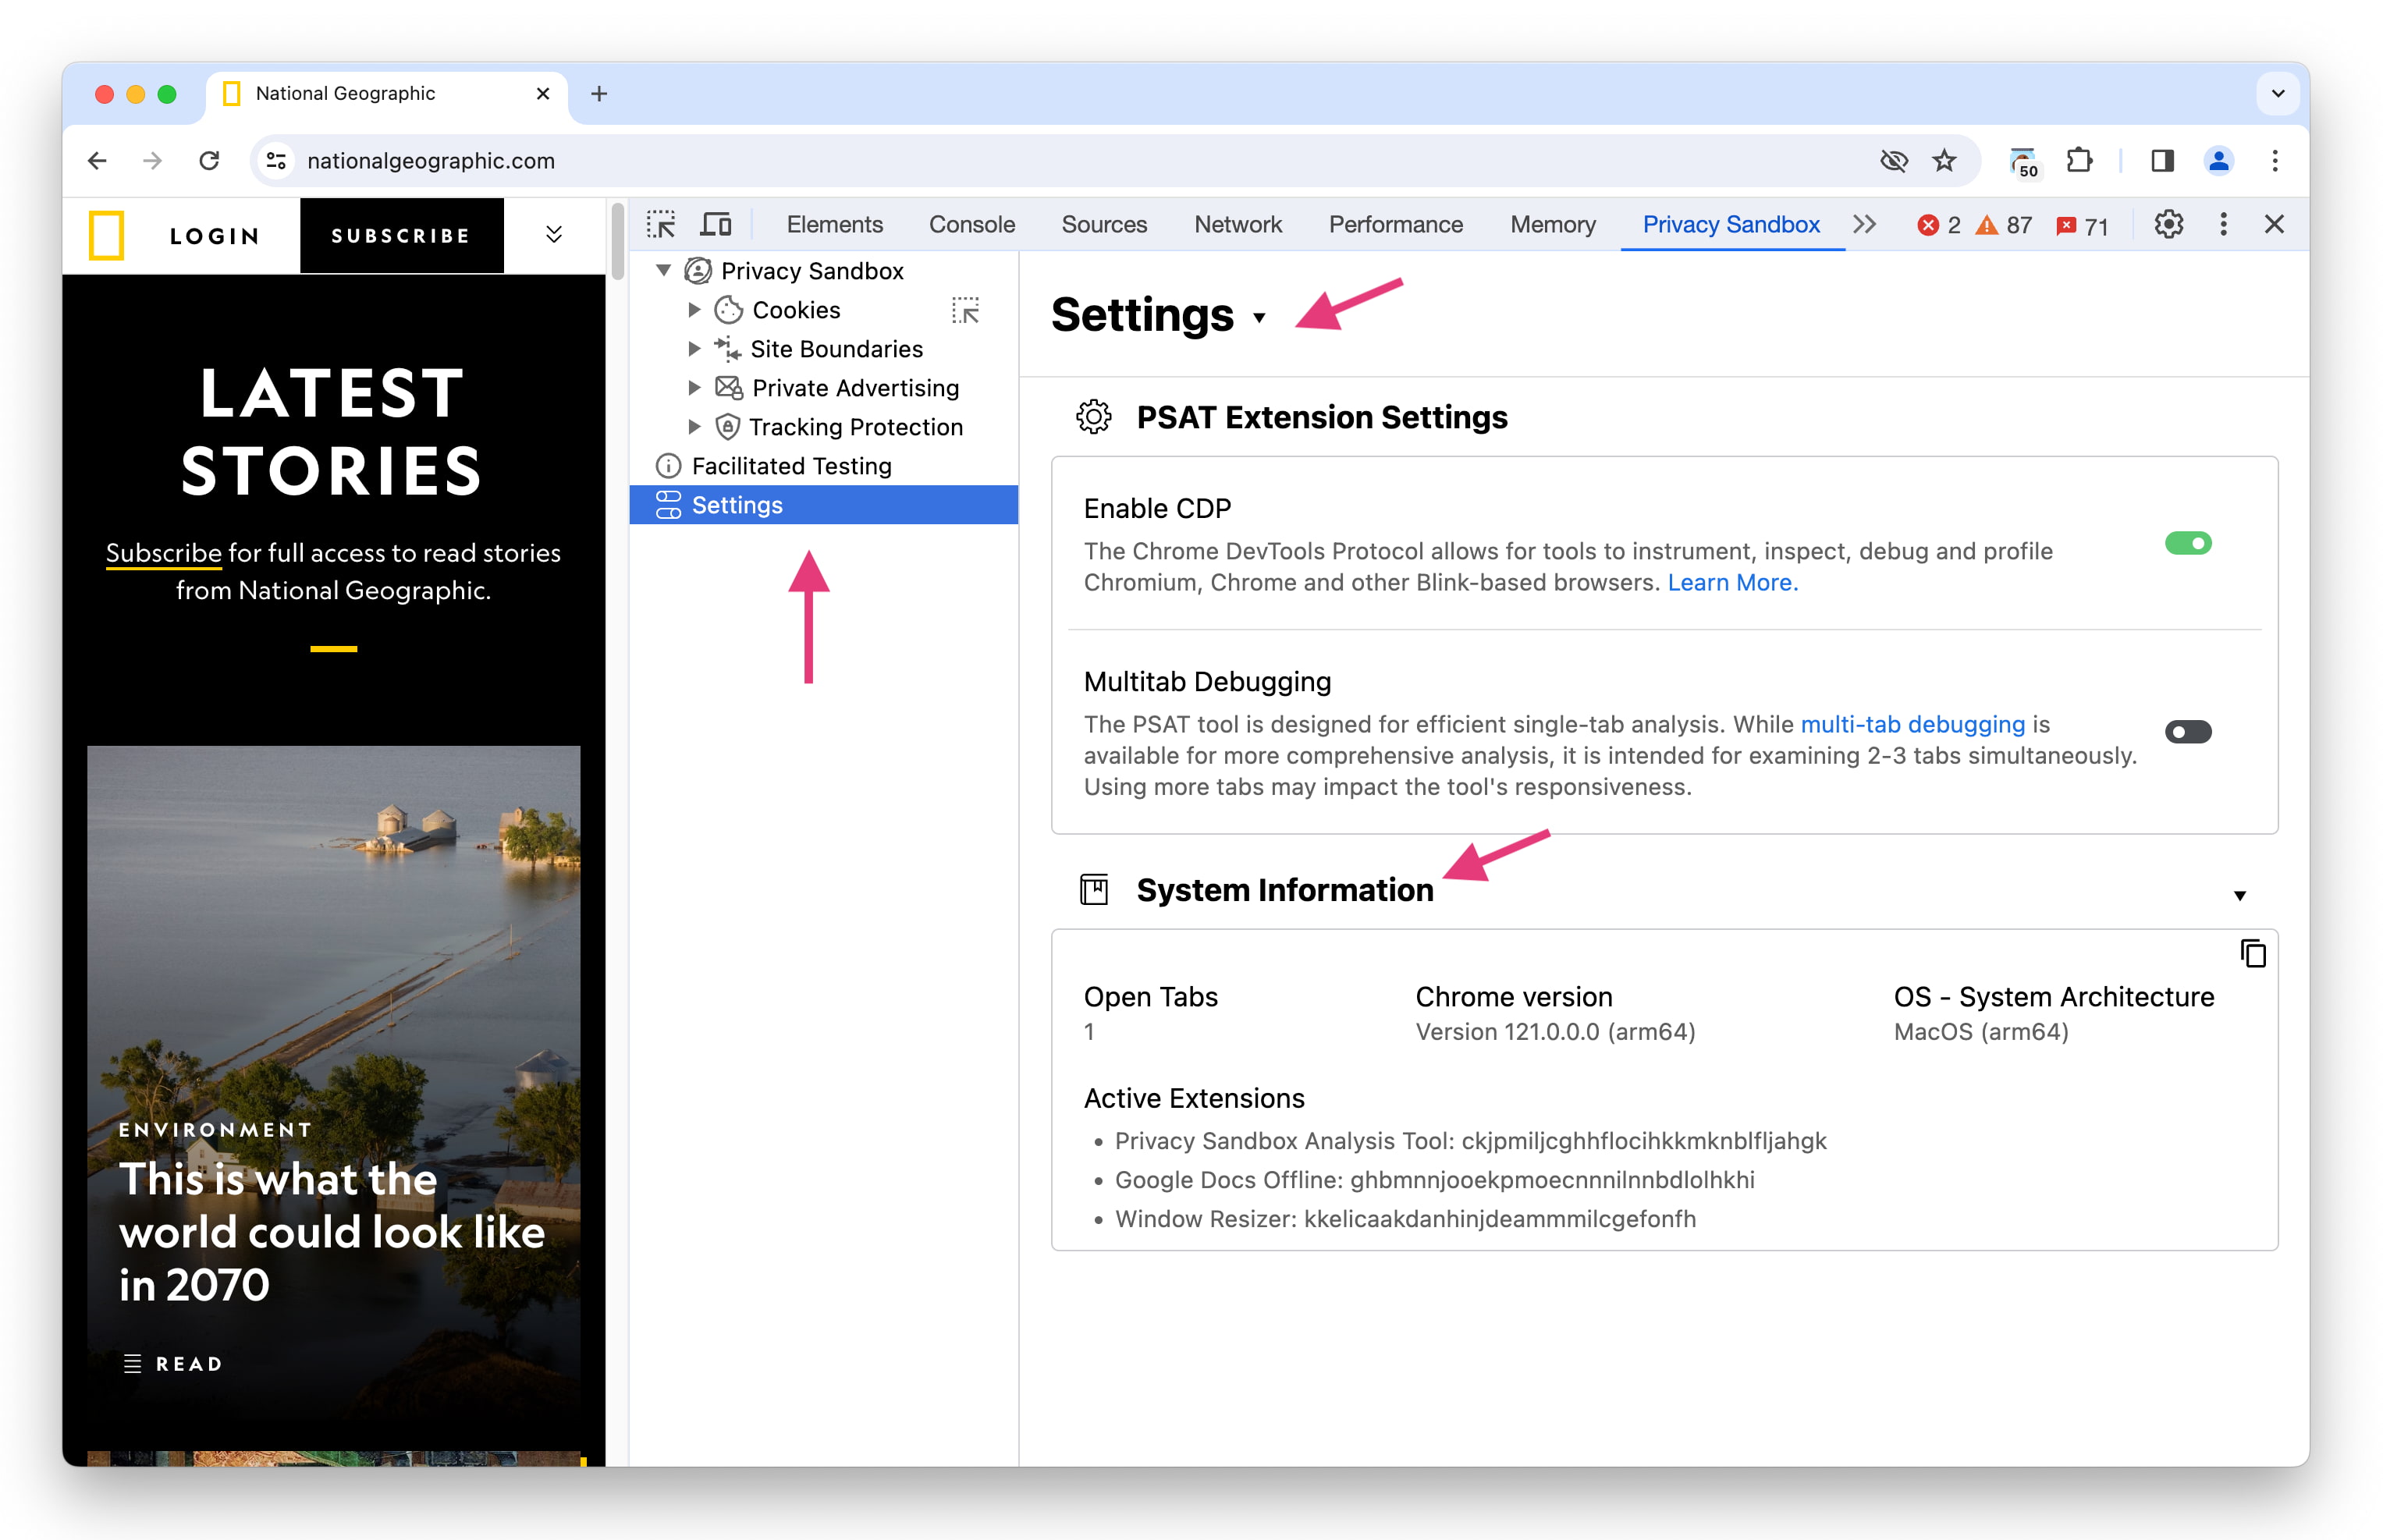 National Geographic
nationalgeographic.com
50
LOGIN
SUBSCRIBE
LATEST
STORIES
Subscribe for full access to read stories
from National Geographic.
ENVIRONMENT
This is what the
world could look like
in 2070
READ
Elements
Console
Sources
Network
Performance
Memory
Privacy Sandbox
2
87
71
Privacy Sandbox
Cookies
Site Boundaries
Private Advertising
Tracking Protection
Facilitated Testing
Settings
Settings
PSAT Extension Settings
Enable CDP
The Chrome DevTools Protocol allows for tools to instrument, inspect, debug and profile
Chromium, Chrome and other Blink-based browsers. Learn More.
Multitab Debugging
The PSAT tool is designed for efficient single-tab analysis. While multi-tab debugging is
available for more comprehensive analysis, it is intended for examining 2-3 tabs simultaneously.
Using more tabs may impact the tool's responsiveness.
System Information
Open Tabs
1
Chrome version
Version 121.0.0.0 (arm64)
OS - System Architecture
MacOS (arm64)
Active Extensions
Privacy Sandbox Analysis Tool: ckjpmiljcghhflocihkkmknblfljahgk
Google Docs Offline: ghbmnnjooekpmoecnnnilnnbdlolhkhi
Window Resizer: kkelicaakdanhinjdeammmilcgefonfh